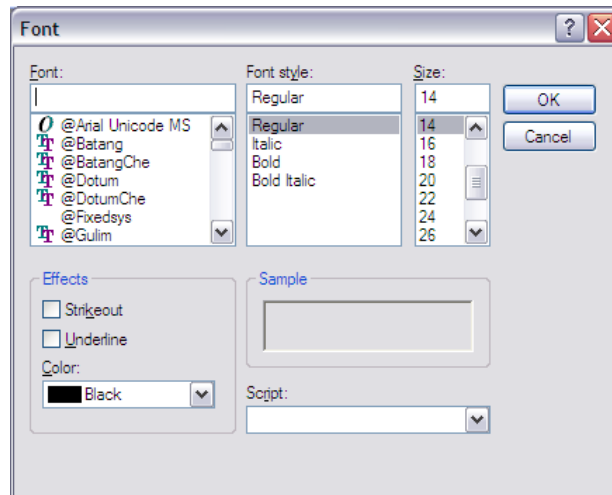 Font
Font:
Font style:
Size:
Regular
14
OK
Cancel
@Arial Unicode MS
@Batang
@BatangChe
@Dotum
@DotumChe
@Fixedsys
@Gulim
Regular
Italic
Bold
Bold Italic
14
16
18
20
22
24
26
Effects
Strikeout
Underline
Color:
Black
Sample
Script: